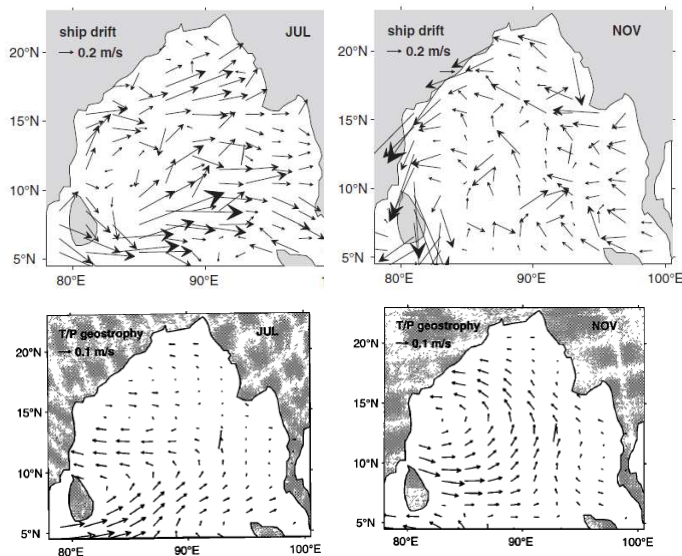 ship drift JUL
→ 0.2 m/s
20°N
15°N
10°N
5°N
80°E 90°E
ship drift NOV
→ 0.2 m/s
20°N
15°N
10°N
5°N
80°E 90°E 100°E
T/P geostrophy JUL
→ 0.1 m/s
20°N
15°N
10°N
5°N
80°E 90°E 100°E
T/P geostrophy NOV
→ 0.1 m/s
20°N
15°N
10°N
5°N
80°E 90°E 100°E